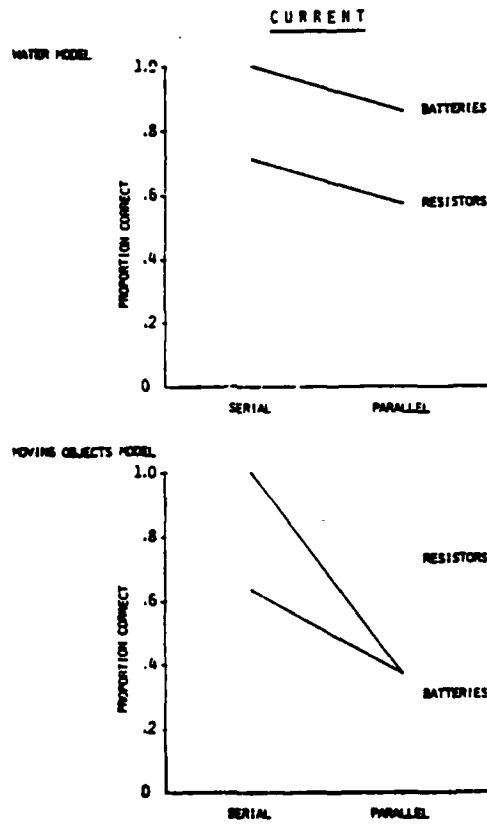 CURRENT
WATER MODEL
1.0
BATTERIES
.8
.6
RESISTORS
.4
.2
0
PROPORTION CORRECT
SERIAL PARALLEL
MOVING OBJECTS MODEL
1.0
.8
RESISTORS
.6
.4
BATTERIES
.2
0
PROPORTION CORRECT
SERIAL PARALLEL